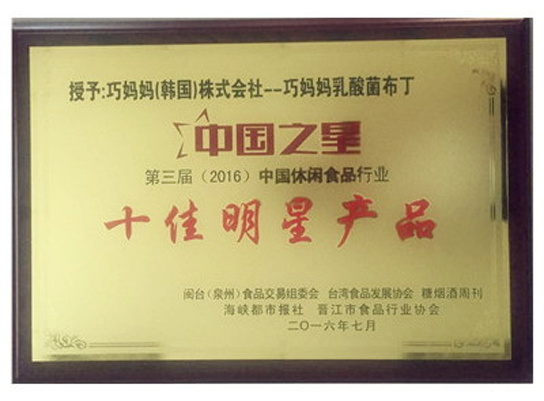 授予:巧妈妈(韩国)株式会社--巧妈妈乳酸菌布丁
中国之星
第三届(2016)中国休闲食品行业
十佳明星产品
闽台(泉州)食品交易组委会 台湾食品发展协会 糖烟酒周刊
海峡都市报社 晋江市食品行业协会
二〇一六年七月